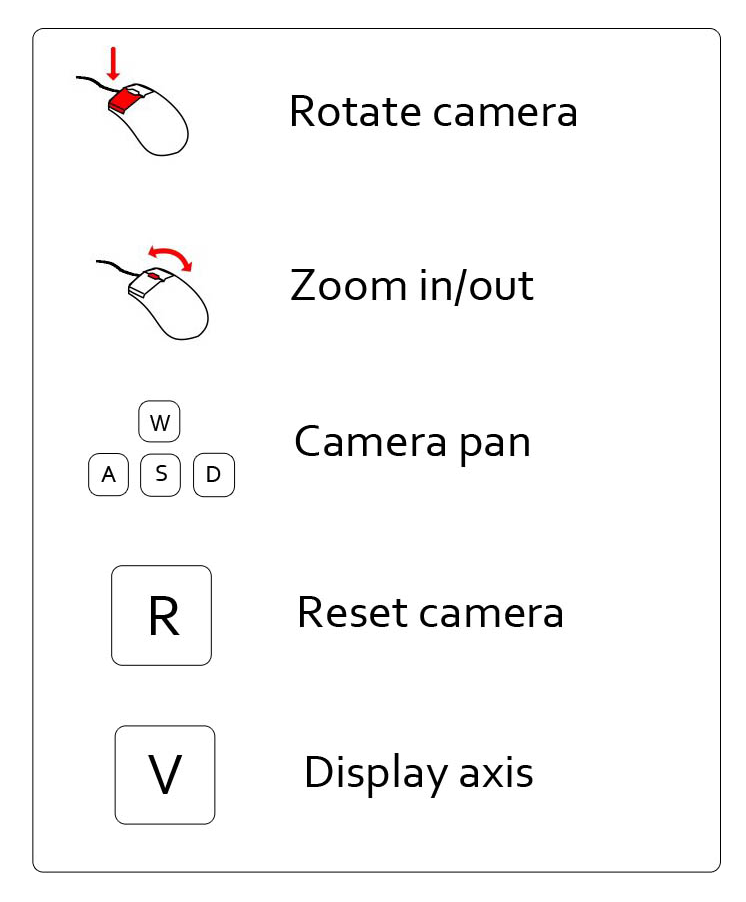 Rotate camera
Zoom in/out
W
A S D
Camera pan
R
Reset camera
V
Display axis